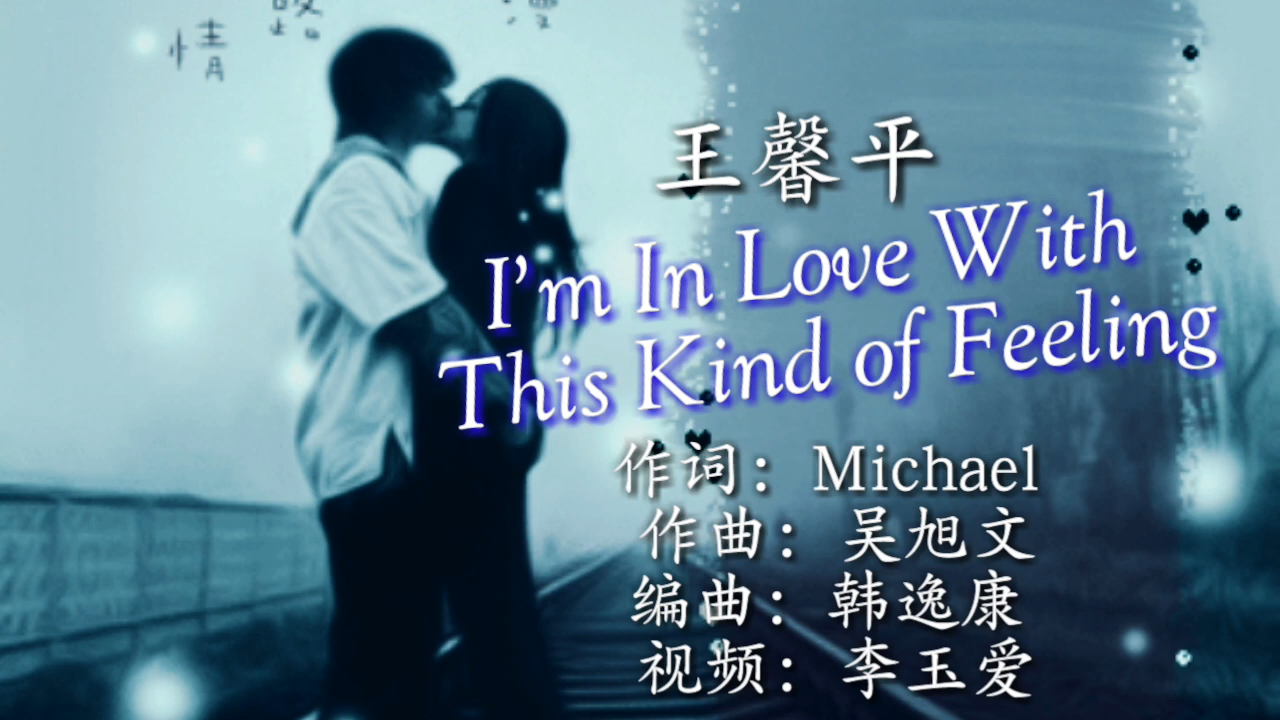 情
王馨平
I'm In Love With
This Kind of Feeling
作词：Michael
作曲：吴旭文
编曲：韩逸康
视频：李玉爱